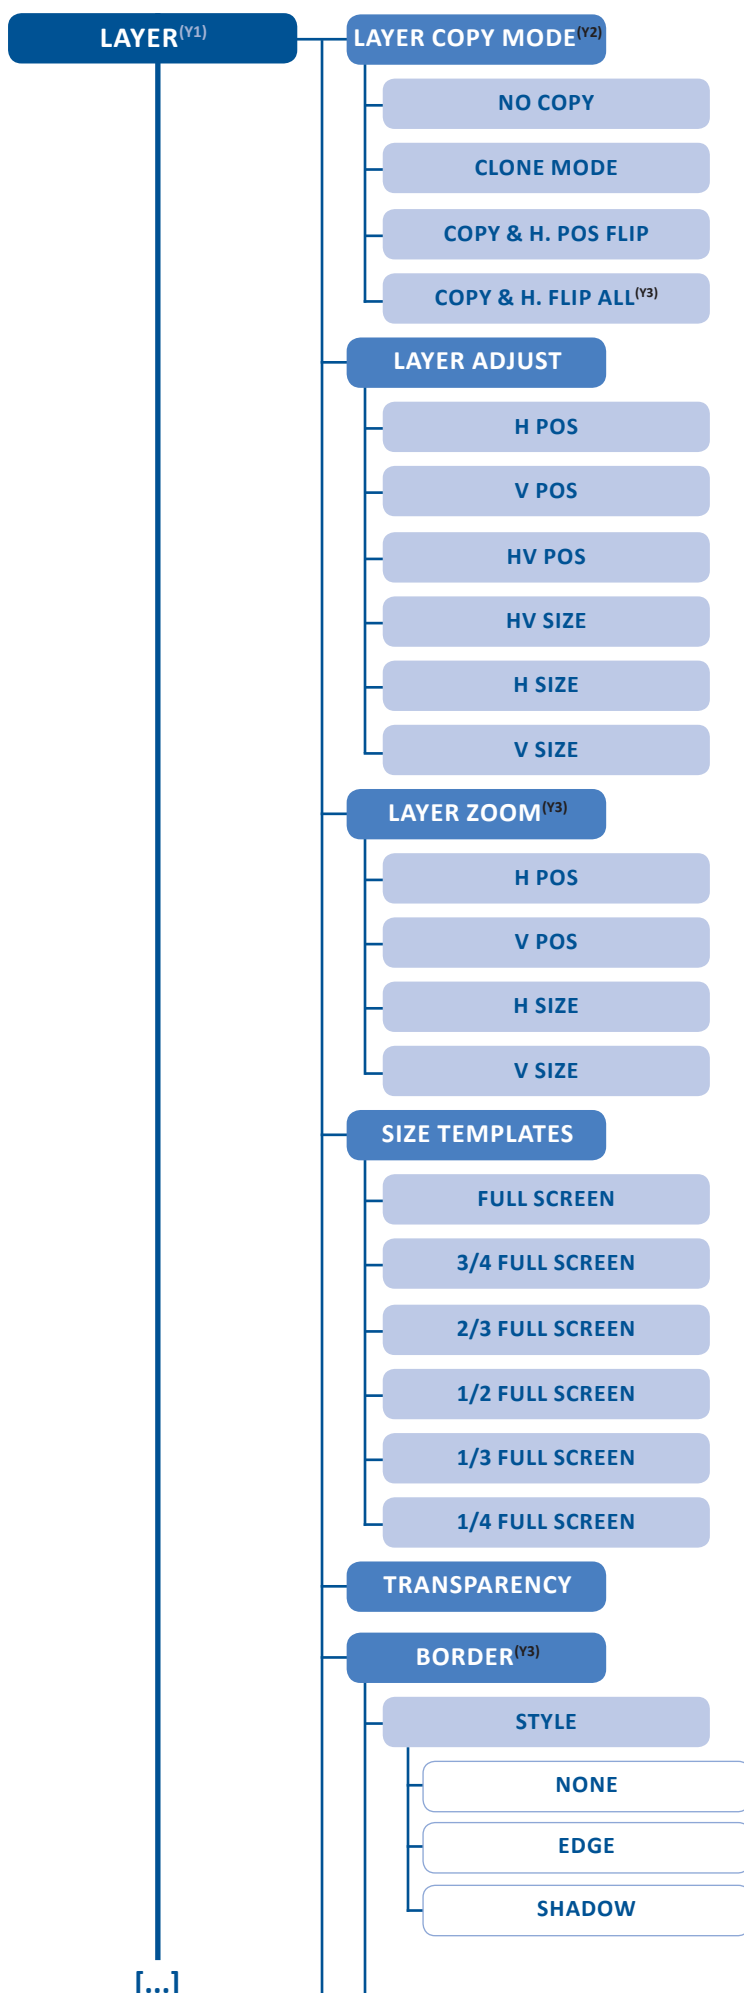 LAYER(Y1)
LAYER COPY MODE(Y2)
NO COPY
CLONE MODE
COPY & H. POS FLIP
COPY & H. FLIP ALL(Y3)
LAYER ADJUST
H POS
V POS
HV POS
HV SIZE
H SIZE
V SIZE
LAYER ZOOM(Y3)
H POS
V POS
H SIZE
V SIZE
SIZE TEMPLATES
FULL SCREEN
3/4 FULL SCREEN
2/3 FULL SCREEN
1/2 FULL SCREEN
1/3 FULL SCREEN
1/4 FULL SCREEN
TRANSPARENCY
BORDER(Y3)
STYLE
NONE
EDGE
SHADOW
[...]